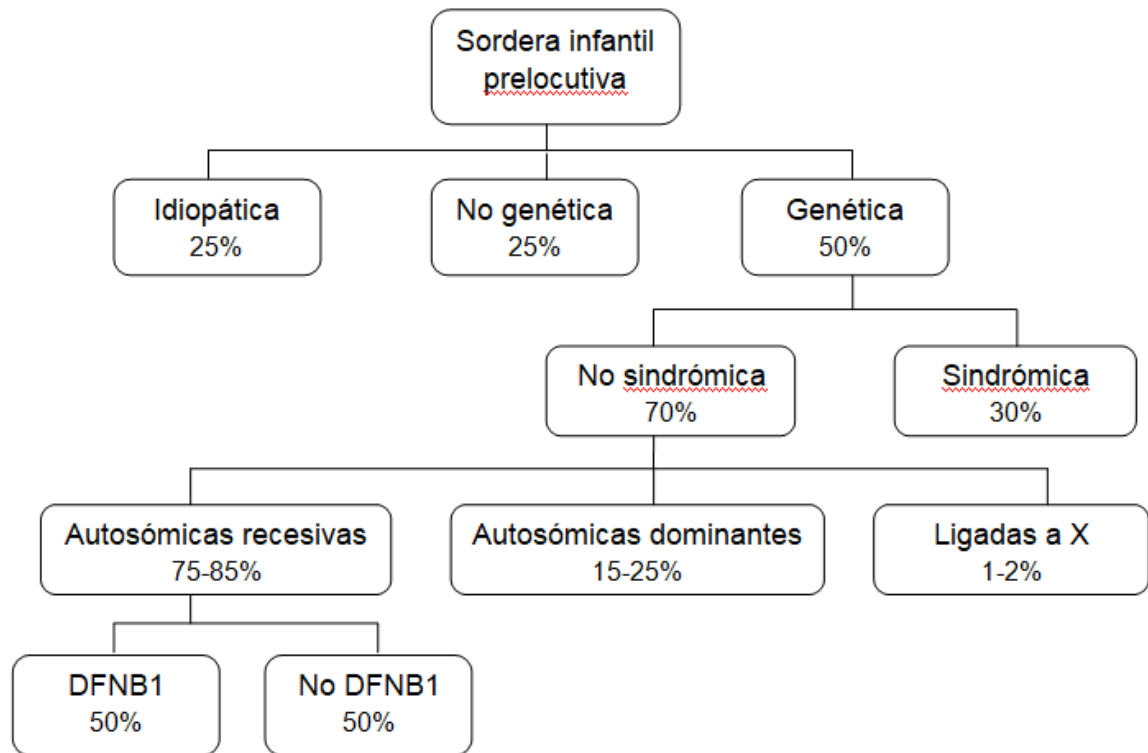 Sordera infantil
prelocutiva
Idiopática
25%
No genética
25%
Genética
50%
No sindrómica
70%
Sindrómica
30%
Autosómicas recesivas
75-85%
Autosómicas dominantes
15-25%
Ligadas a X
1-2%
DFNB1
50%
No DFNB1
50%